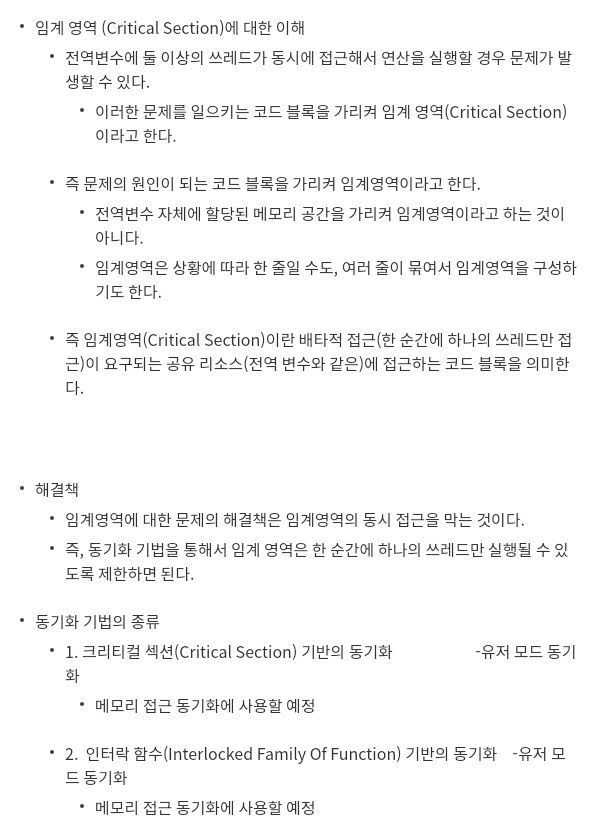 • 임계 영역 (Critical Section)에 대한 이해
• 전역변수에 둘 이상의 쓰레드가 동시에 접근해서 연산을 실행할 경우 문제가 발
생할 수 있다.
• 이러한 문제를 일으키는 코드 블록을 가리켜 임계 영역(Critical Section)
이라고 한다.
• 즉 문제의 원인이 되는 코드 블록을 가리켜 임계영역이라고 한다.
• 전역변수 자체에 할당된 메모리 공간을 가리켜 임계영역이라고 하는 것이
아니다.
• 임계영역은 상황에 따라 한 줄일 수도, 여러 줄이 묶여서 임계영역을 구성하
기도 한다.
• 즉 임계영역(Critical Section)이란 배타적 접근(한 순간에 하나의 쓰레드만 접
근)이 요구되는 공유 리소스(전역 변수와 같은)에 접근하는 코드 블록을 의미한
다.
• 해결책
• 임계영역에 대한 문제의 해결책은 임계영역의 동시 접근을 막는 것이다.
• 즉, 동기화 기법을 통해서 임계 영역은 한 순간에 하나의 쓰레드만 실행될 수 있
도록 제한하면 된다.
• 동기화 기법의 종류
• 1. 크리티컬 섹션(Critical Section) 기반의 동기화 -유저 모드 동기
화
• 메모리 접근 동기화에 사용할 예정
• 2. 인터락 함수(Interlocked Family Of Function) 기반의 동기화 -유저 모
드 동기화
• 메모리 접근 동기화에 사용할 예정